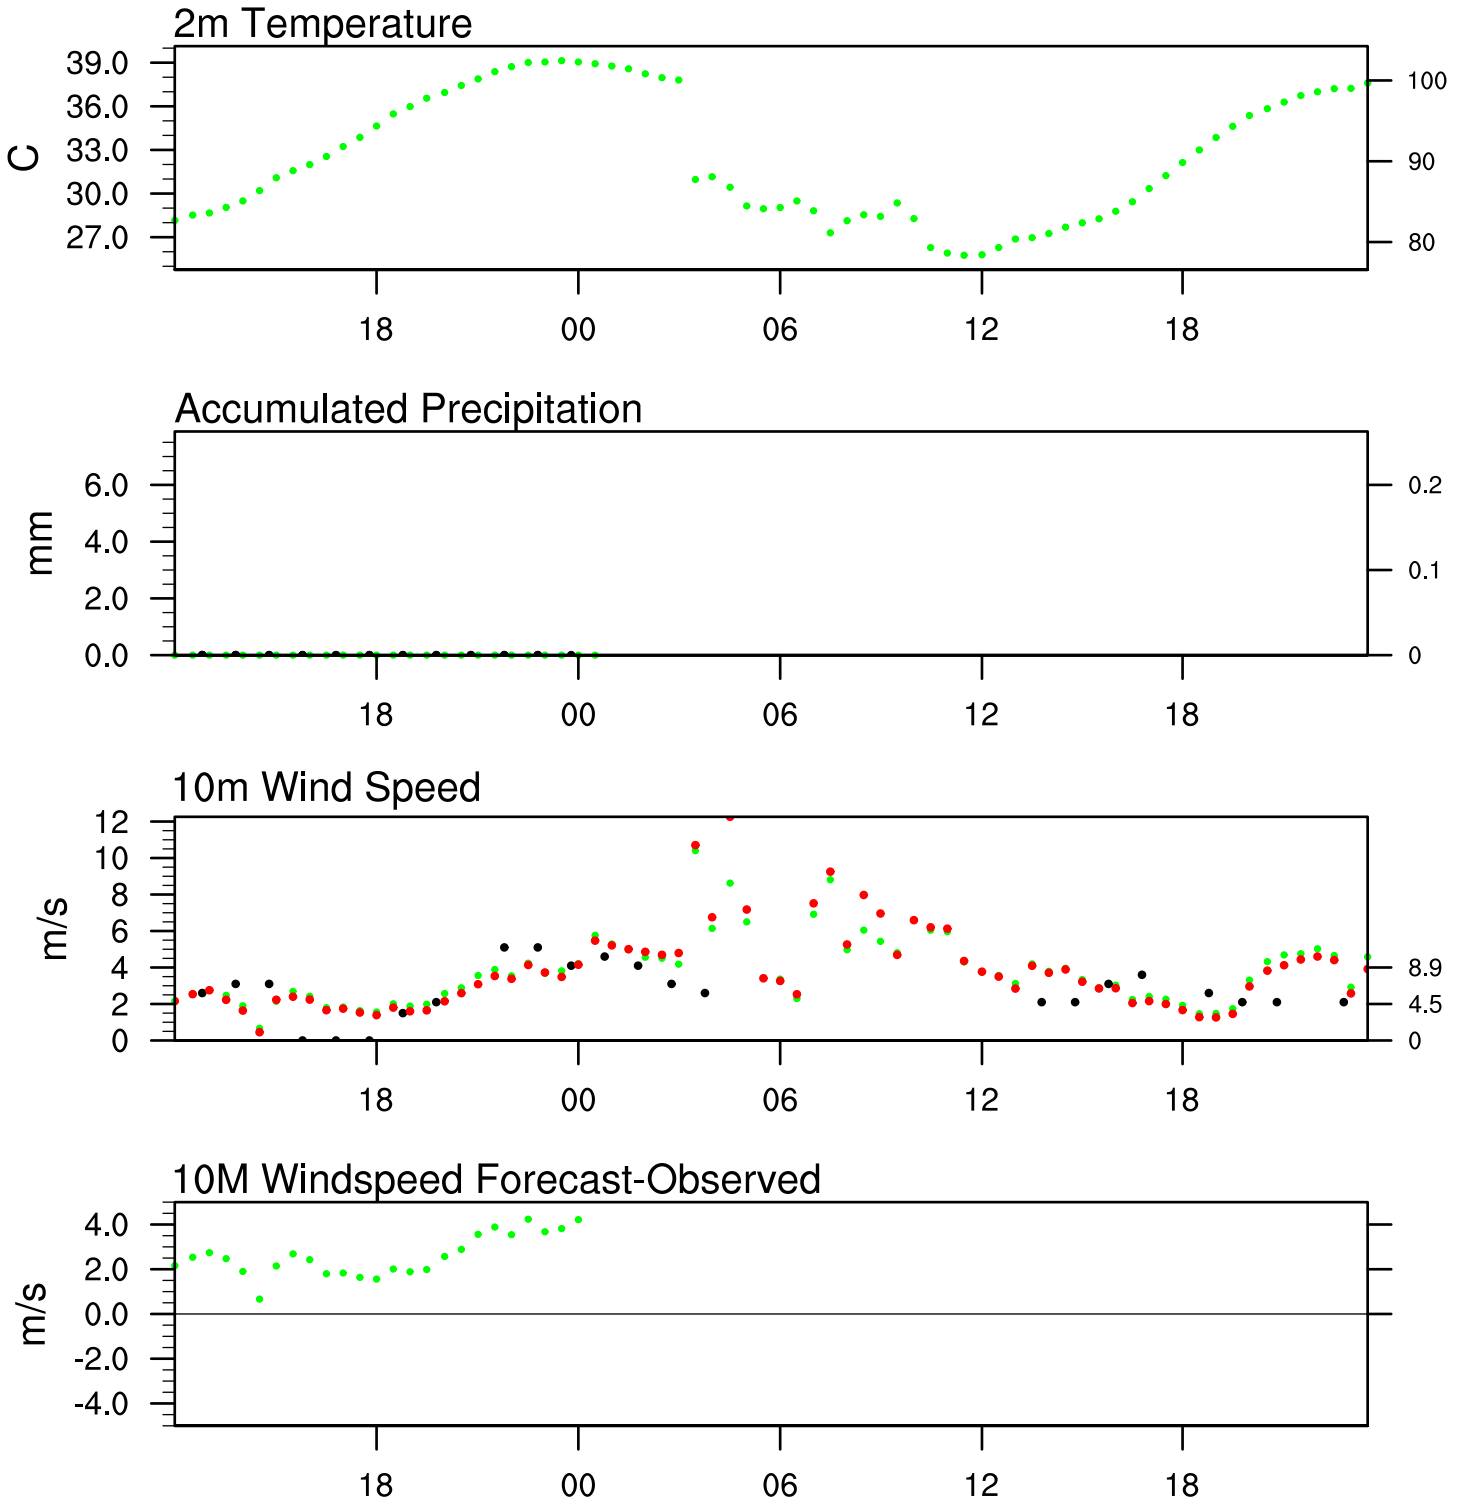 2m Temperature
C
39.0
36.0
33.0
30.0
27.0
100
90
80
18 00 06 12 18
Accumulated Precipitation
mm
6.0
4.0
2.0
0.0
0.2
0.1
0
18 00 06 12 18
10m Wind Speed
m/s
12
10
8
6
4
2
0
8.9
4.5
0
18 00 06 12 18
10M Windspeed Forecast-Observed
m/s
4.0
2.0
0.0
-2.0
-4.0
18 00 06 12 18